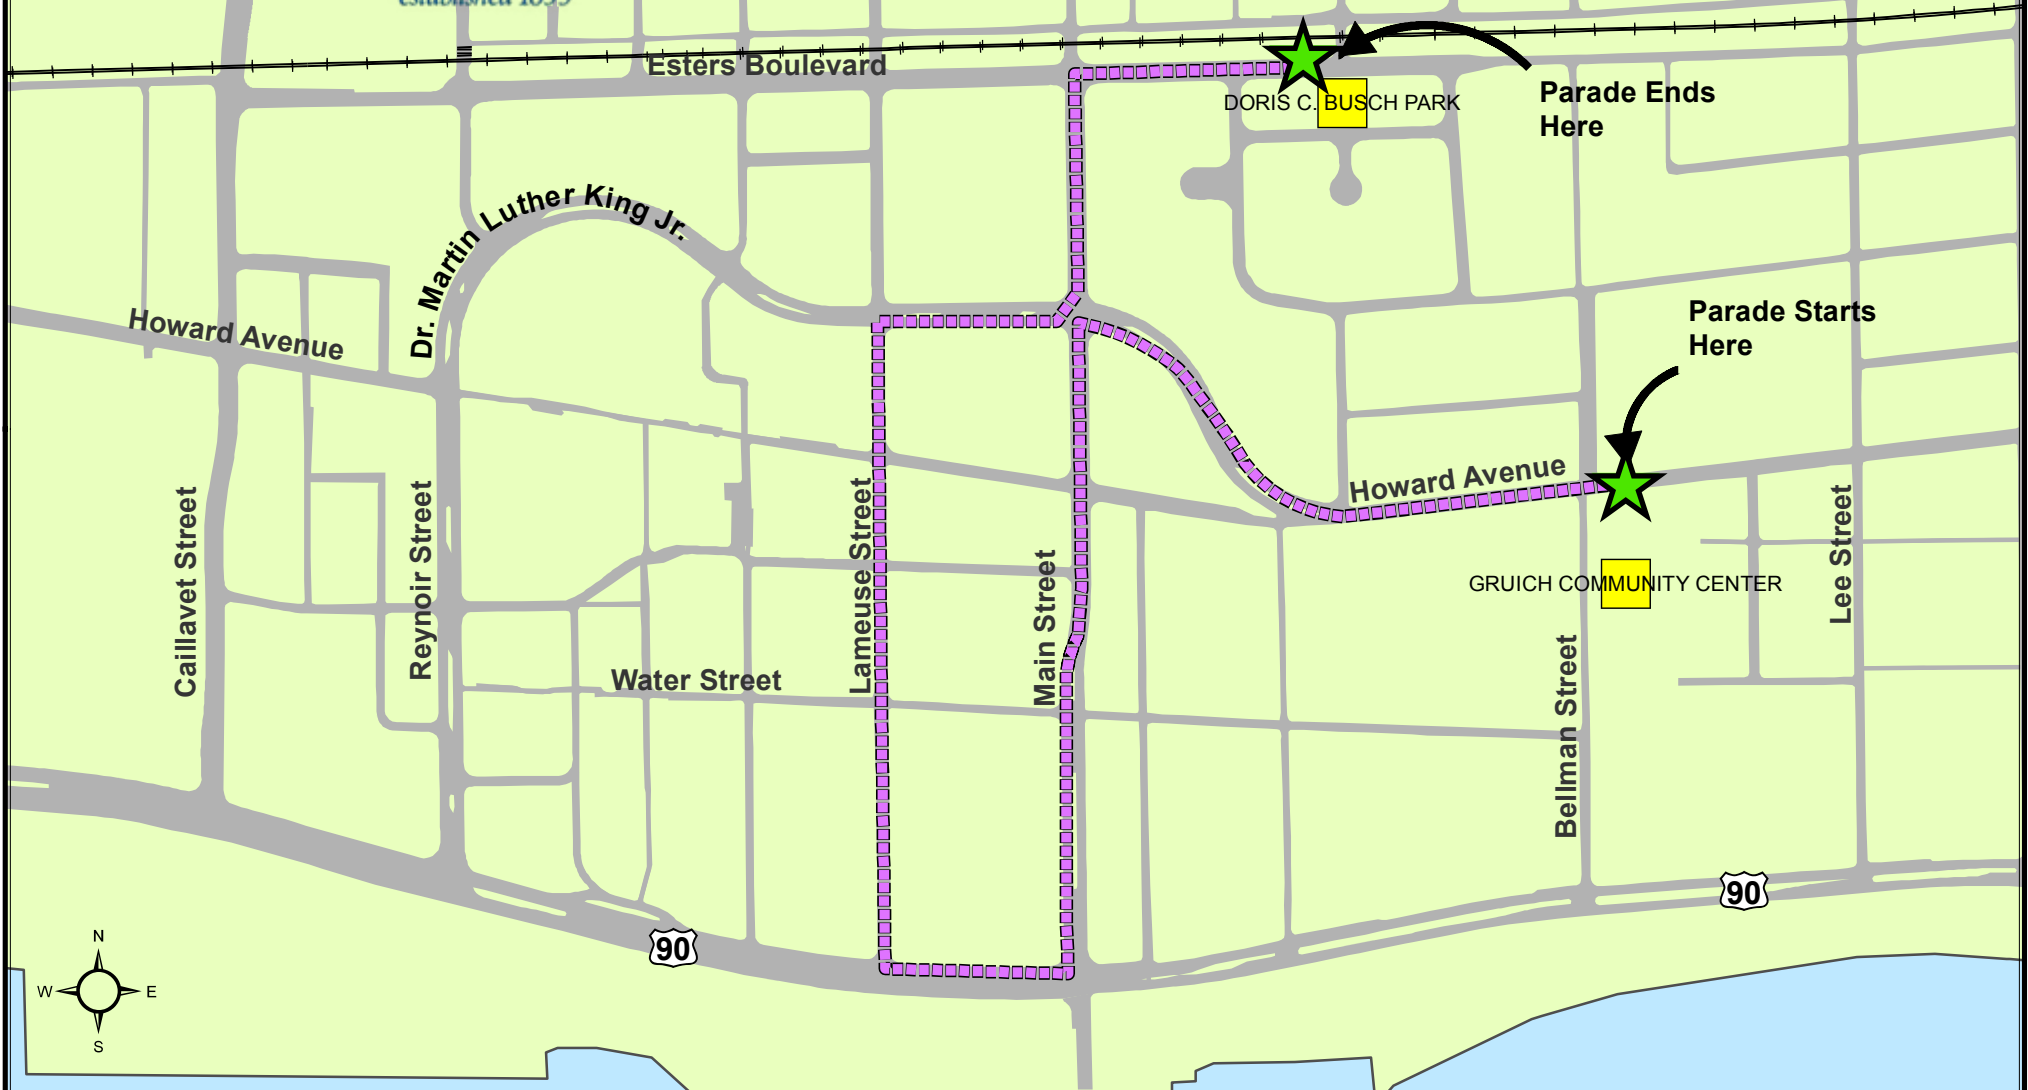 established 1895
Esters Boulevard
DORIS C. BUSCH PARK
Parade Ends
Here
Dr. Martin Luther King Jr.
Howard Avenue
Parade Starts
Here
Howard Avenue
Caillavet Street
Reynoir Street
Lameuse Street
Main Street
GRUICH COMMUNITY CENTER
Lee Street
Water Street
Bellman Street
90
90
N
W
E
S